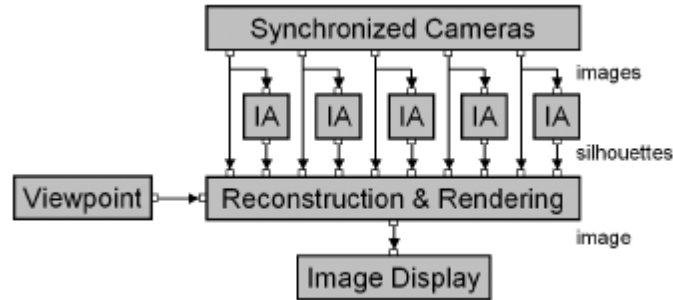 Synchronized Cameras
images
IA IA IA IA IA
silhouettes
Viewpoint
Reconstruction & Rendering
image
Image Display